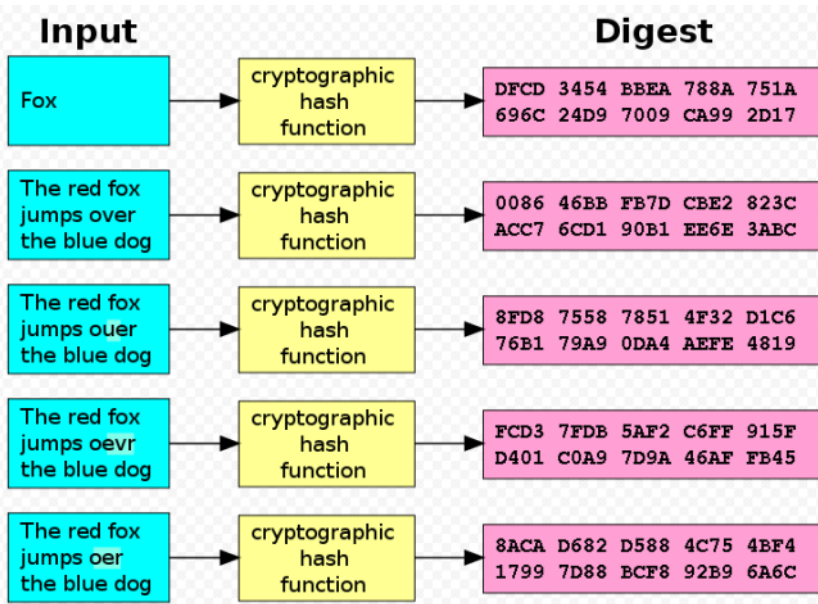 Input
Digest
Fox
cryptographic
hash
function
DFCD 3454 BBEA 788A 751A
696C 24D9 7009 CA99 2D17
The red fox
jumps over
the blue dog
cryptographic
hash
function
0086 46BB FB7D CBE2 823C
ACC7 6CD1 90B1 EE6E 3ABC
The red fox
jumps ouer
the blue dog
cryptographic
hash
function
8FD8 7558 7851 4F32 D1C6
76B1 79A9 0DA4 AEFE 4819
The red fox
jumps oevr
the blue dog
cryptographic
hash
function
FCD3 7FDB 5AF2 C6FF 915F
D401 C0A9 7D9A 46AF FB45
The red fox
jumps oer
the blue dog
cryptographic
hash
function
8ACA D682 D588 4C75 4BF4
1799 7D88 BCF8 92B9 6A6C